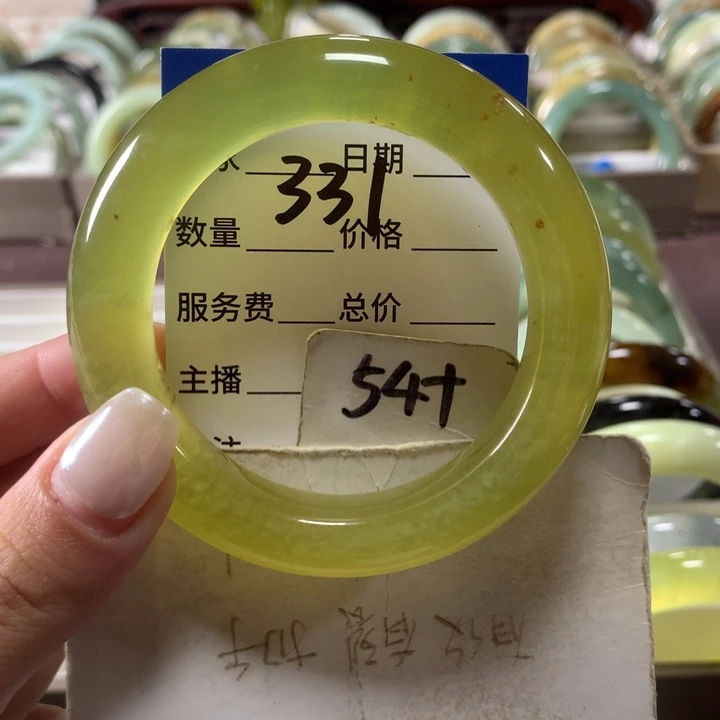 日期
331
数量 价格
服务费 总价
主播
54+